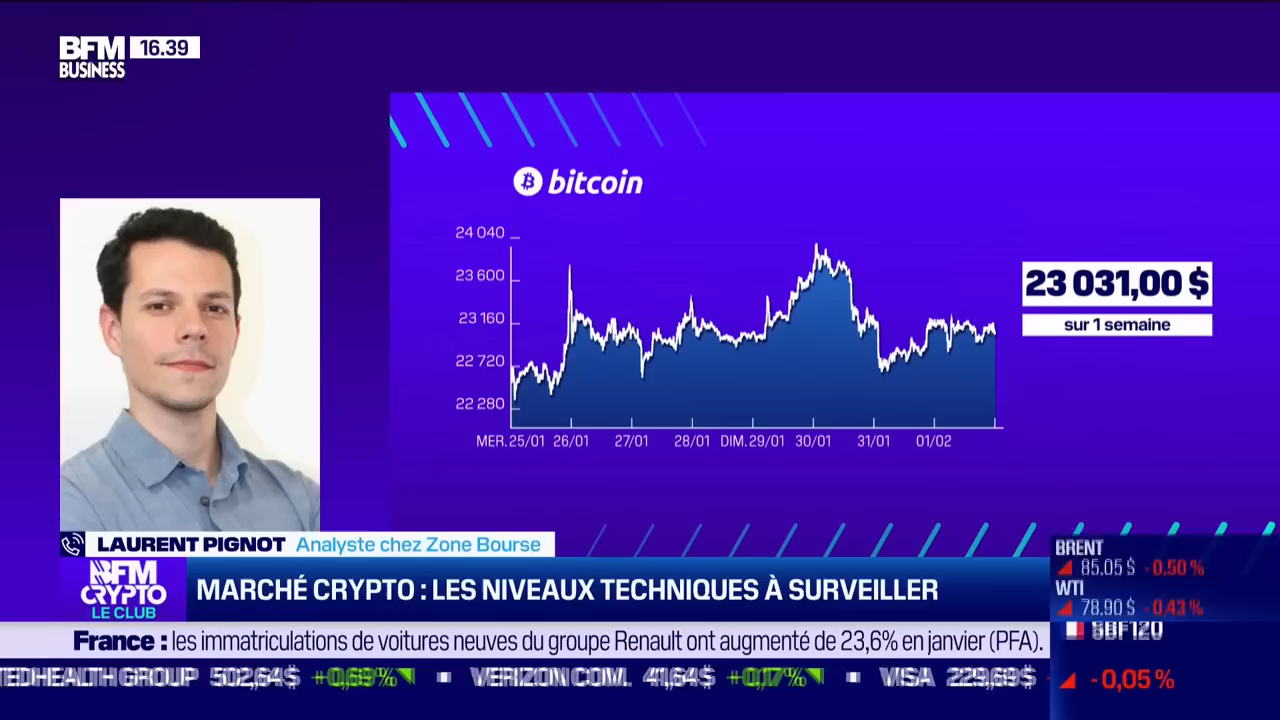 BFM
BUSINESS
16.39
bitcoin
24 040
23 600
23 160
22 720
22 280
MER. 25/01 26/01 27/01 28/01 DIM. 29/01 30/01 31/01 01/02
23 031,00 $
sur 1 semaine
LAURENT PIGNOT Analyste chez Zone Bourse
BFM
CRYPTO
LE CLUB
MARCHÉ CRYPTO : LES NIVEAUX TECHNIQUES À SURVEILLER
BRENT
85.05 $ -0,50 %
WTI
78.90 $ -0,43 %
France : les immatriculations de voitures neuves du groupe Renault ont augmenté de 23,6% en janvier (PFA).
SBF120
-0,05 %
TEDHEALTH GROUP 502,64$ +0,69% VERIZON COM. 41,64$ +0,17% VISA 229,69$